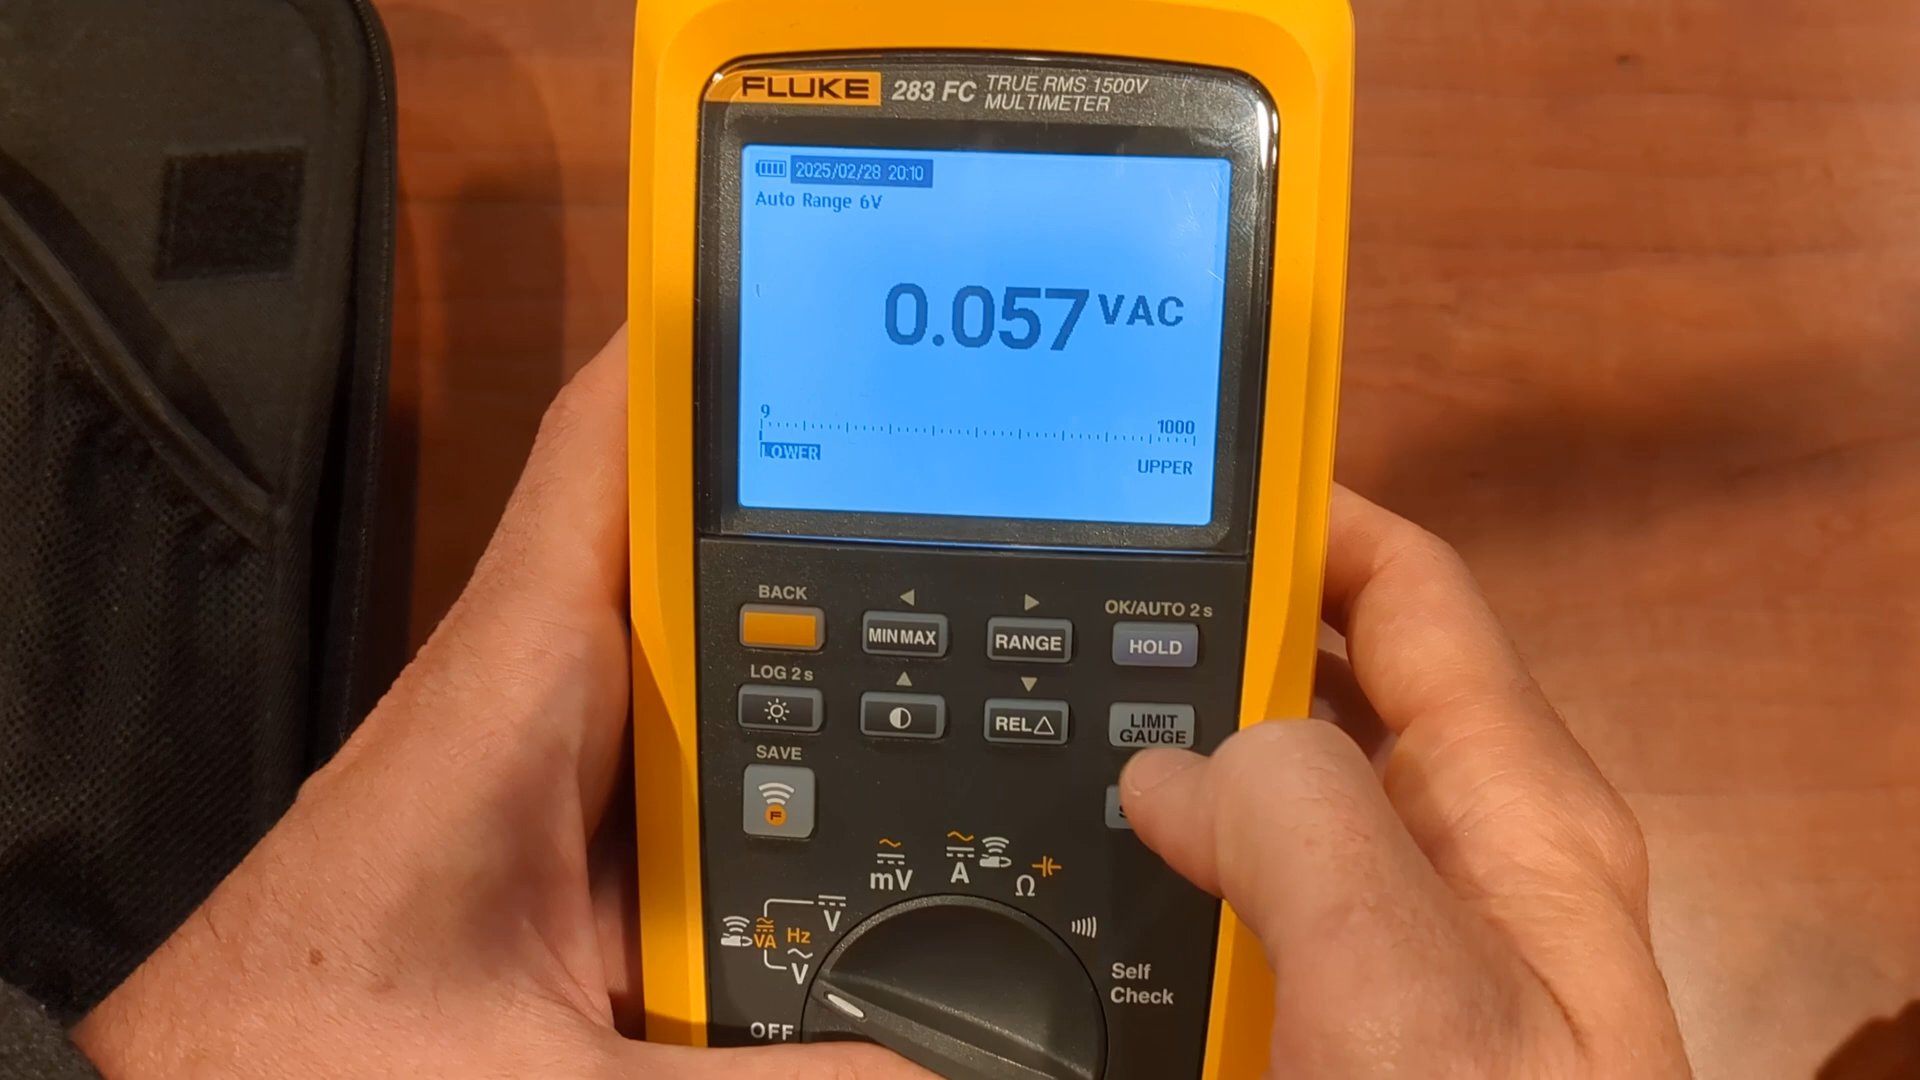 FLUKE 283 FC TRUE RMS 1500V
MULTIMETER
2025/02/28 20:10
Auto Range 6V
0.057 VAC
9
1000
LOWER
UPPER
BACK
OK/AUTO 2 s
MIN MAX
RANGE
HOLD
LOG 2 s
REL△
LIMIT
GAUGE
SAVE
F
mV
A
Ω
V
VA
Hz
V
OFF
Self
Check